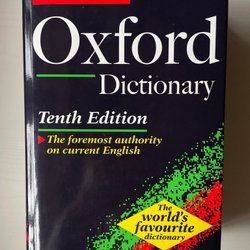 Oxford
Dictionary
Tenth Edition
The foremost authority
on current English
The
world's
favourite
dictionary